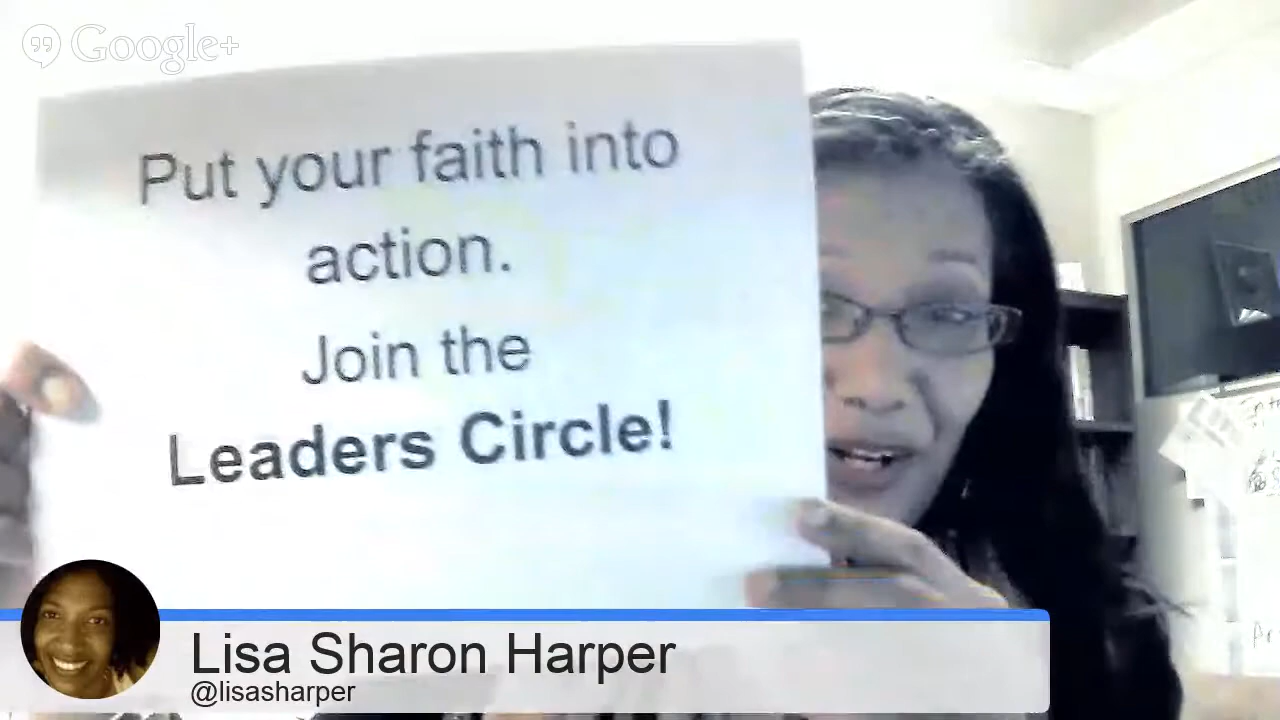 Google+
Put your faith into
action.
Join the
Leaders Circle!
Lisa Sharon Harper
@lisasharper